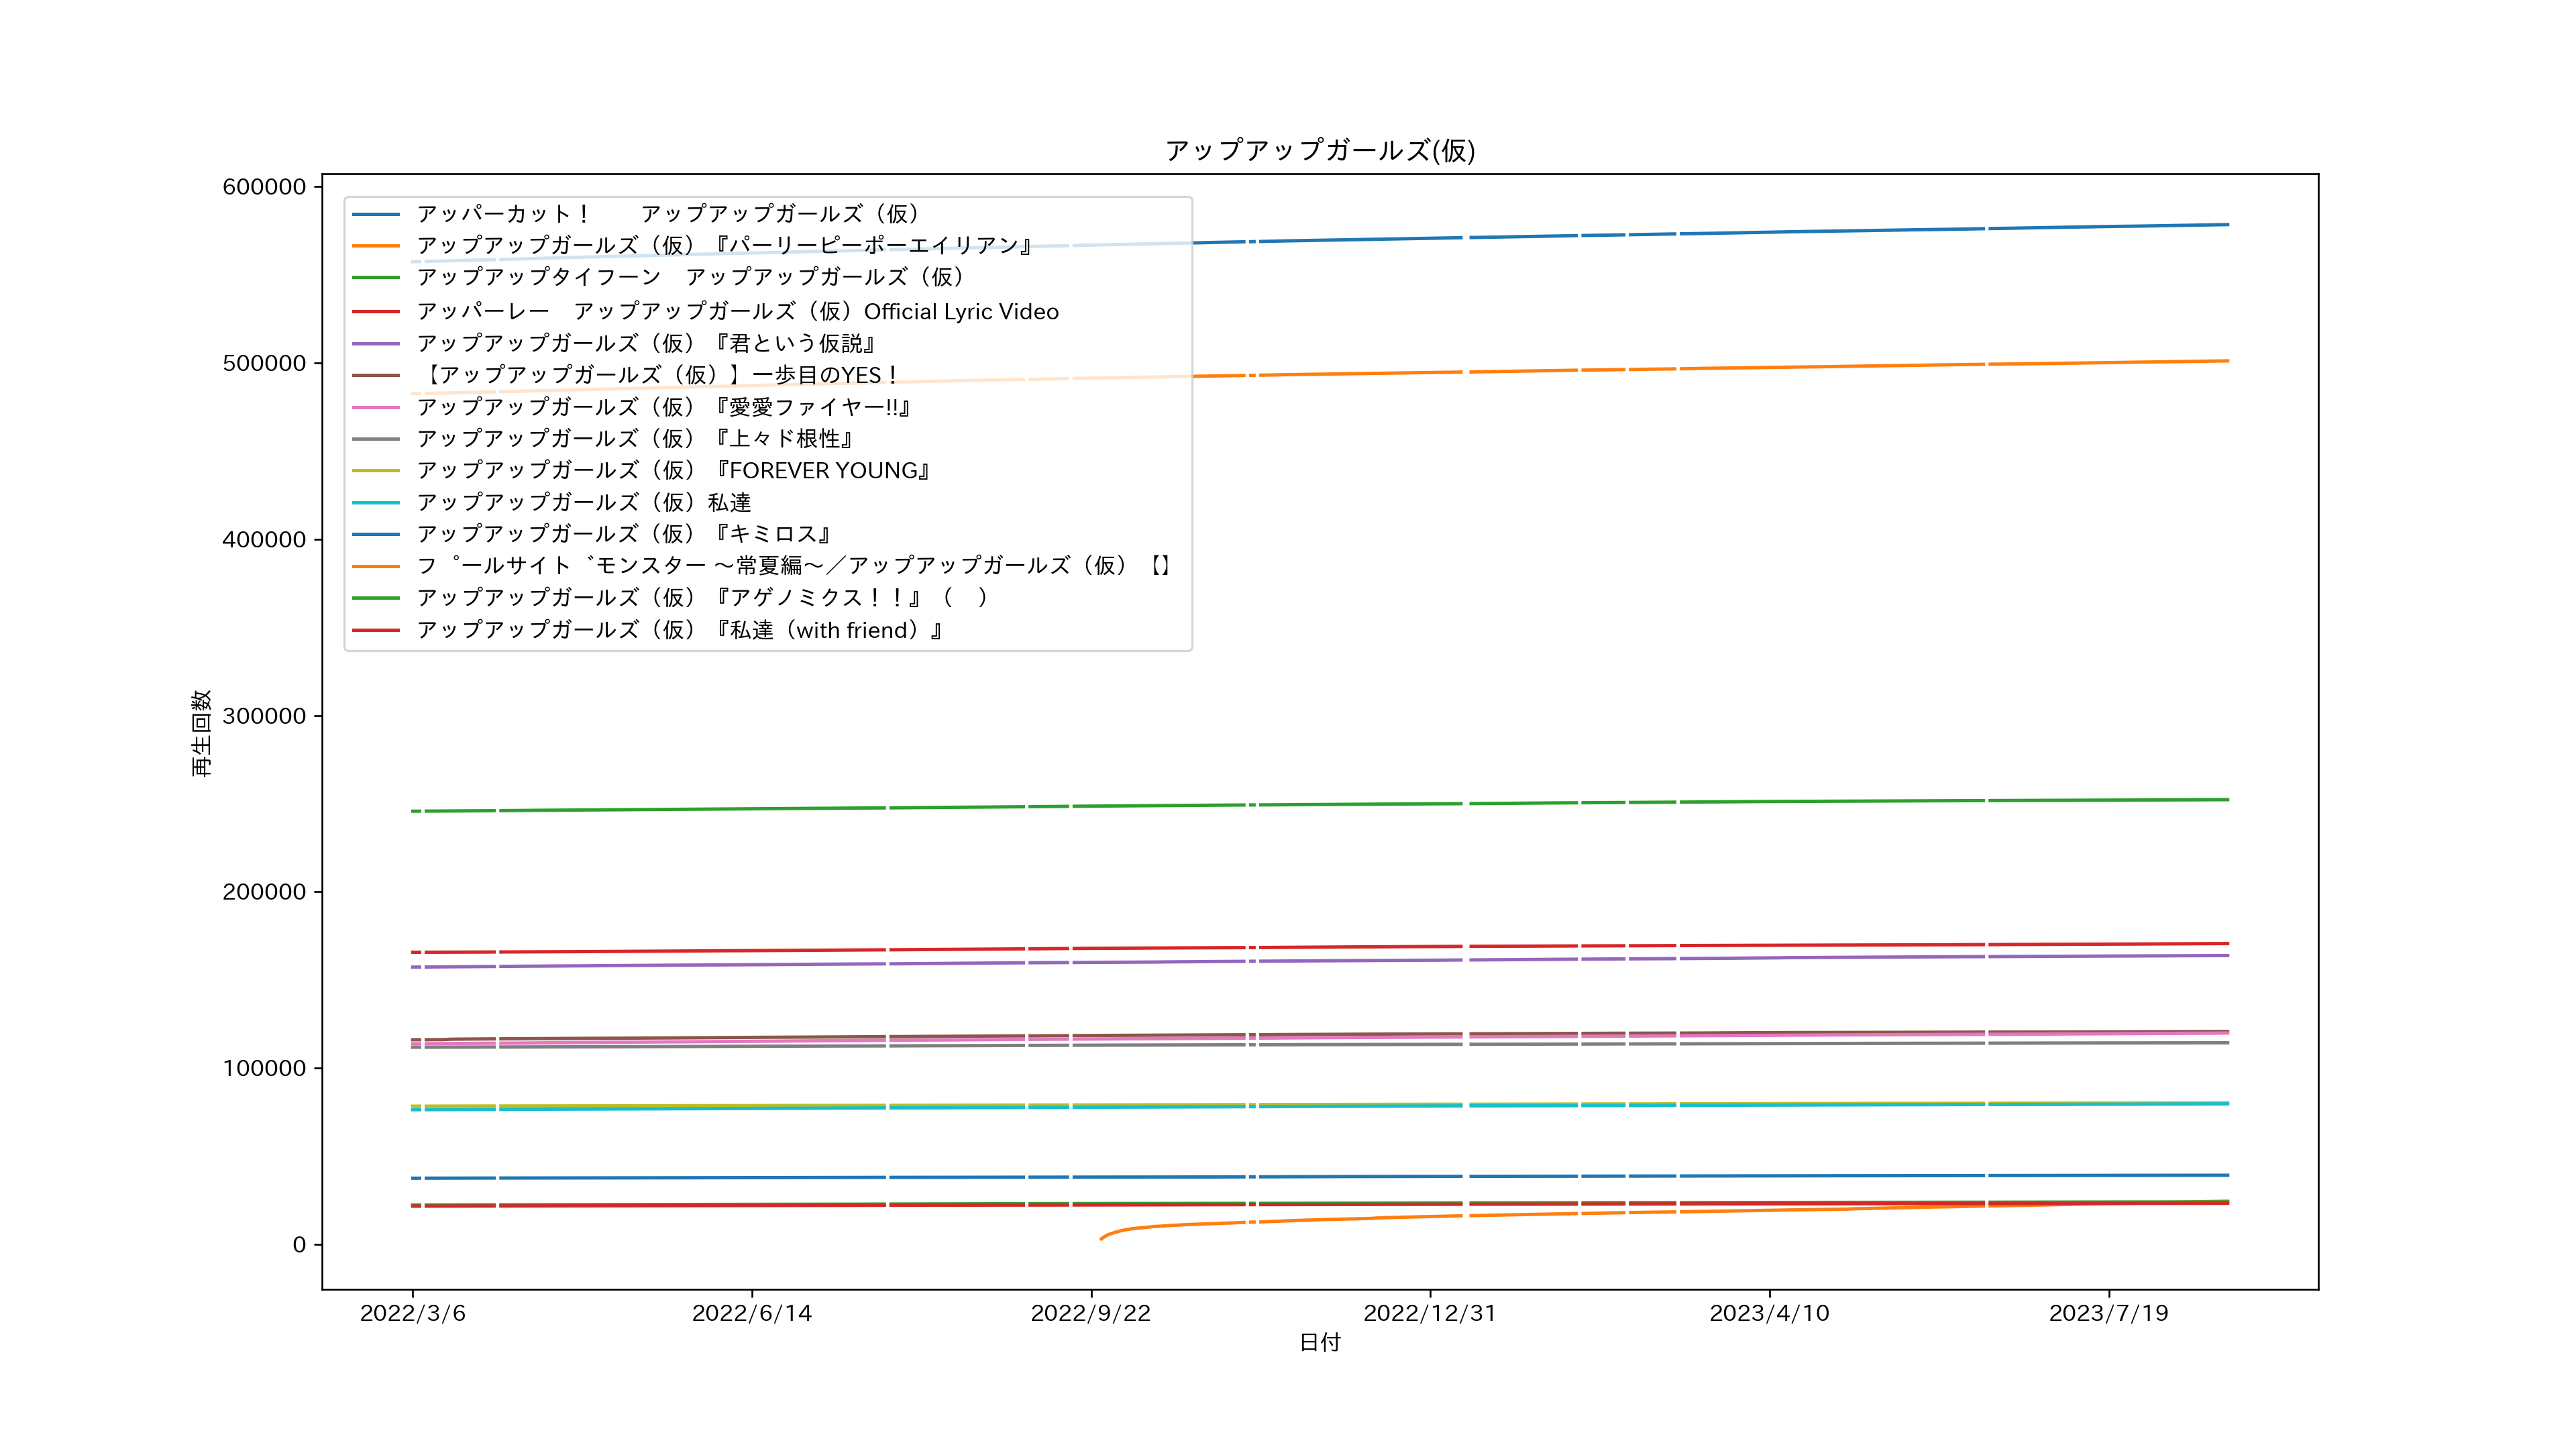 アップアップガールズ(仮)
600000
500000
400000
300000
200000
100000
0
再生回数
アッパーカット！　　アップアップガールズ（仮）
アップアップガールズ（仮）『パーリーピーポーエイリアン』
アップアップタイフーン　アップアップガールズ（仮）
アッパーレー　アップアップガールズ（仮）Official Lyric Video
アップアップガールズ（仮）『君という仮説』
【アップアップガールズ（仮）】一歩目のYES！
アップアップガールズ（仮）『愛愛ファイヤー!!』
アップアップガールズ（仮）『上々ド根性』
アップアップガールズ（仮）『FOREVER YOUNG』
アップアップガールズ（仮）私達
アップアップガールズ（仮）『キミロス』
フ゜ールサイト゛モンスター 〜常夏編〜／アップアップガールズ（仮）【】
アップアップガールズ（仮）『アゲノミクス！！』（　）
アップアップガールズ（仮）『私達（with friend）』
2022/3/6
2022/6/14
2022/9/22
2022/12/31
2023/4/10
2023/7/19
日付